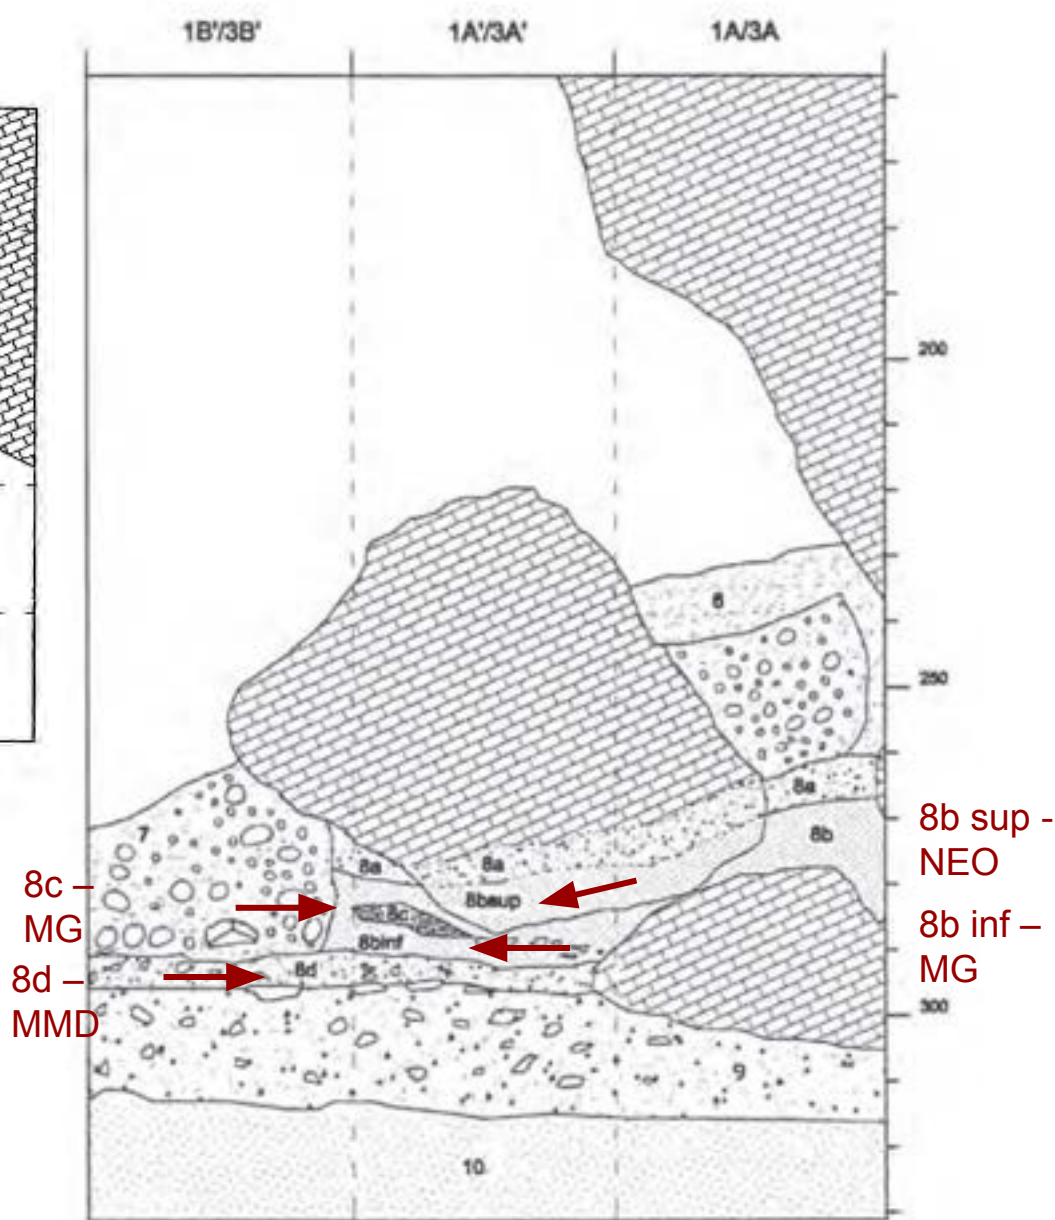 1B'/3B' 1A'/3A' 1A/3A
200
6
250
8a
8b sup -
NEO
7
8b
8a
8a
8c –
MG
8bsup
8c
8b inf –
MG
8binf
8d –
MMD
8d
300
9
10